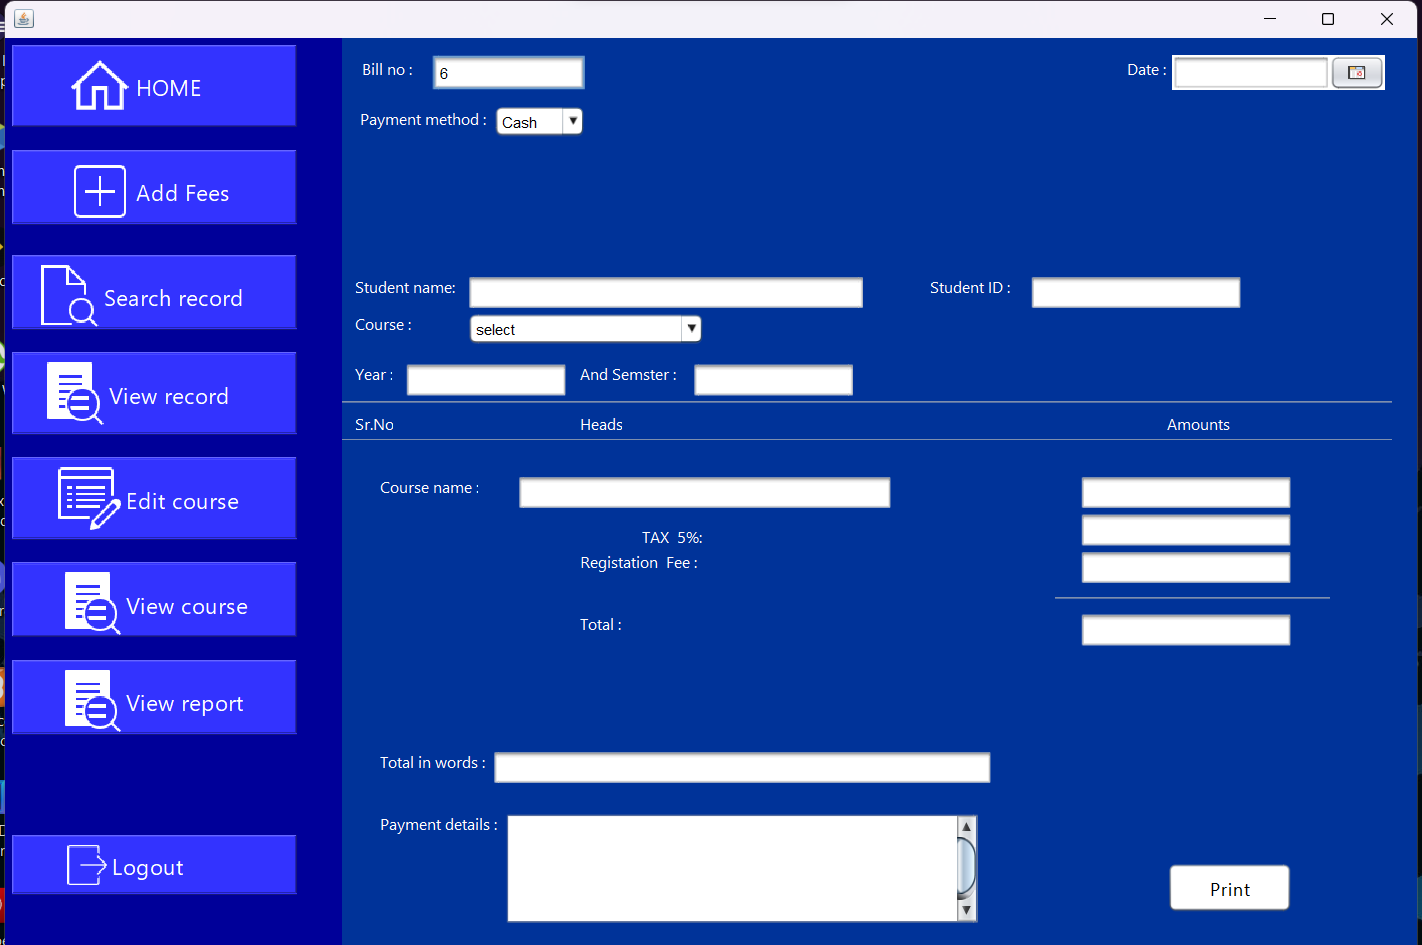 HOME
Add Fees
Search record
View record
Edit course
View course
View report
Logout
Bill no : 6 Date :
Payment method : Cash
Student name: Student ID :
Course : select
Year : And Semster :
Sr.No Heads Amounts
Course name :
TAX 5%:
Registation Fee :
Total :
Total in words :
Payment details :
Print